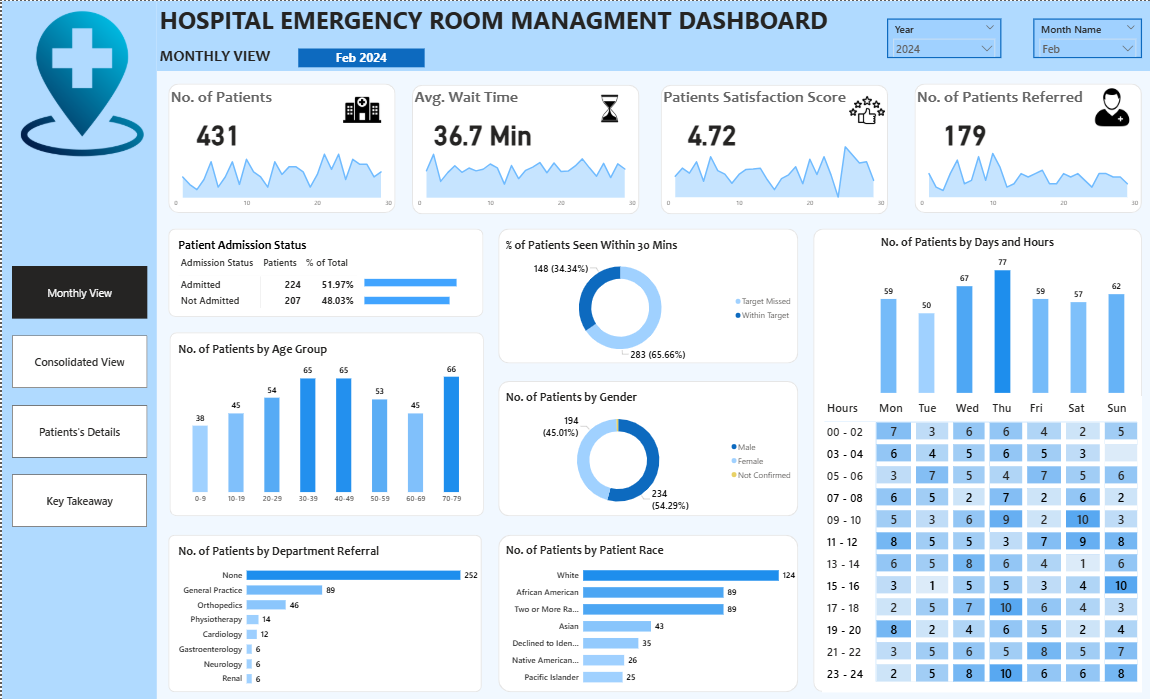 HOSPITAL EMERGENCY ROOM MANAGMENT DASHBOARD
MONTHLY VIEW
Feb 2024
Year
2024
Month Name
Feb
Monthly View
Consolidated View
Patients's Details
Key Takeaway
No. of Patients
431
0 10 20 30
Avg. Wait Time
36.7 Min
0 10 20 30
Patients Satisfaction Score
4.72
0 10 20 30
No. of Patients Referred
179
0 10 20 30
Patient Admission Status
Admission Status Patients % of Total
Admitted 224 51.97%
Not Admitted 207 48.03%
No. of Patients by Age Group
38 45 54 65 65 53 45 66
0-9 10-19 20-29 30-39 40-49 50-59 60-69 70-79
No. of Patients by Department Referral
None 252
General Practice 89
Orthopedics 46
Physiotherapy 14
Cardiology 12
Gastroenterology 6
Neurology 6
Renal 6
% of Patients Seen Within 30 Mins
148 (34.34%)
283 (65.66%)
Target Missed
Within Target
No. of Patients by Gender
194
(45.01%)
234
(54.29%)
Male
Female
Not Confirmed
No. of Patients by Patient Race
White 124
African American 89
Two or More Ra... 89
Asian 43
Declined to Iden... 35
Native American... 26
Pacific Islander 25
No. of Patients by Days and Hours
59 50 67 77 59 57 62
Hours Mon Tue Wed Thu Fri Sat Sun
00 - 02 7 3 6 6 4 2 5
03 - 04 6 4 5 6 5 3
05 - 06 3 7 5 4 7 5 6
07 - 08 6 5 2 7 2 6 2
09 - 10 5 3 6 9 2 10 3
11 - 12 8 5 5 3 7 9 8
13 - 14 6 5 8 6 4 1 6
15 - 16 3 1 5 5 3 4 10
17 - 18 2 5 7 10 6 4 3
19 - 20 8 2 4 6 5 2 4
21 - 22 3 5 6 5 8 5 7
23 - 24 2 5 8 10 6 6 8